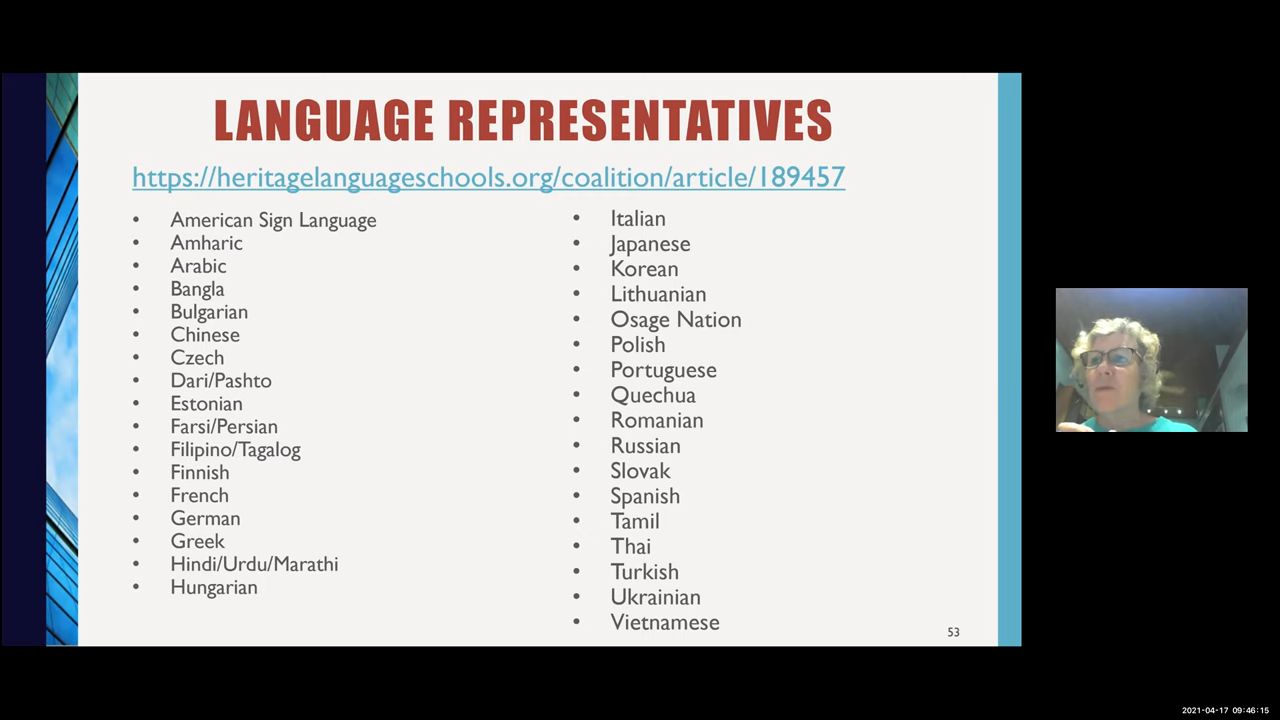 LANGUAGE REPRESENTATIVES
https://heritagelanguageschools.org/coalition/article/189457
• American Sign Language
• Amharic
• Arabic
• Bangla
• Bulgarian
• Chinese
• Czech
• Dari/Pashto
• Estonian
• Farsi/Persian
• Filipino/Tagalog
• Finnish
• French
• German
• Greek
• Hindi/Urdu/Marathi
• Hungarian
• Italian
• Japanese
• Korean
• Lithuanian
• Osage Nation
• Polish
• Portuguese
• Quechua
• Romanian
• Russian
• Slovak
• Spanish
• Tamil
• Thai
• Turkish
• Ukrainian
• Vietnamese
53
2021-04-17 09:46:15